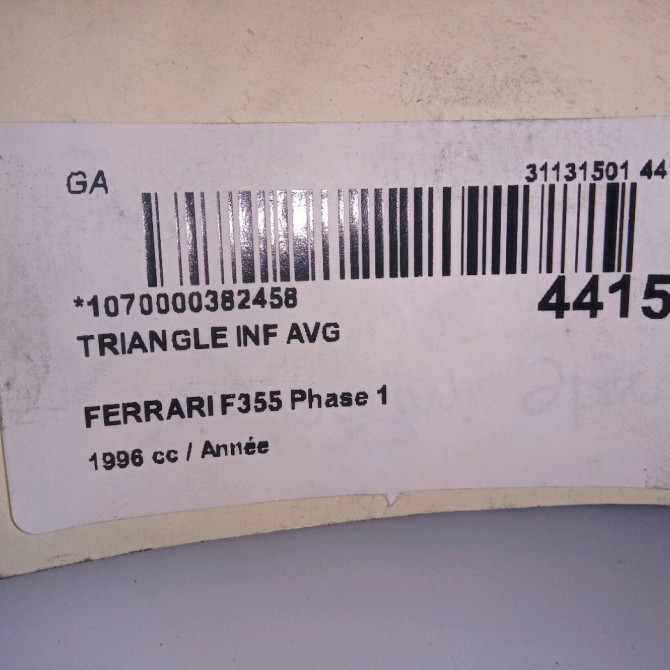 GA
31131501 44
*1070000382458
4415
TRIANGLE INF AVG
FERRARI F355 Phase 1
1996 cc / Année